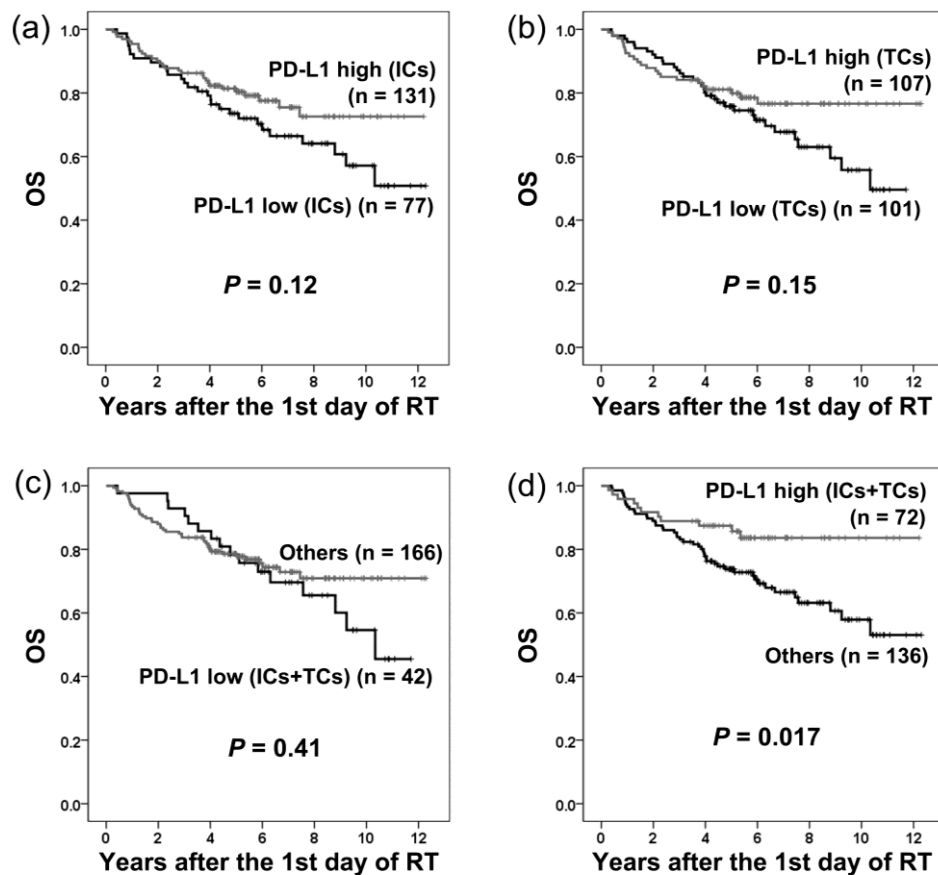 (a)
1.0
0.8
0.6
0.4
0.2
0.0
OS
PD-L1 high (ICs)
(n = 131)
PD-L1 low (ICs) (n = 77)
P = 0.12
0 2 4 6 8 10 12
Years after the 1st day of RT
(b)
1.0
0.8
0.6
0.4
0.2
0.0
OS
PD-L1 high (TCs)
(n = 107)
PD-L1 low (TCs) (n = 101)
P = 0.15
0 2 4 6 8 10 12
Years after the 1st day of RT
(c)
1.0
0.8
0.6
0.4
0.2
0.0
OS
Others (n = 166)
PD-L1 low (ICs+TCs) (n = 42)
P = 0.41
0 2 4 6 8 10 12
Years after the 1st day of RT
(d)
1.0
0.8
0.6
0.4
0.2
0.0
OS
PD-L1 high (ICs+TCs)
(n = 72)
Others (n = 136)
P = 0.017
0 2 4 6 8 10 12
Years after the 1st day of RT